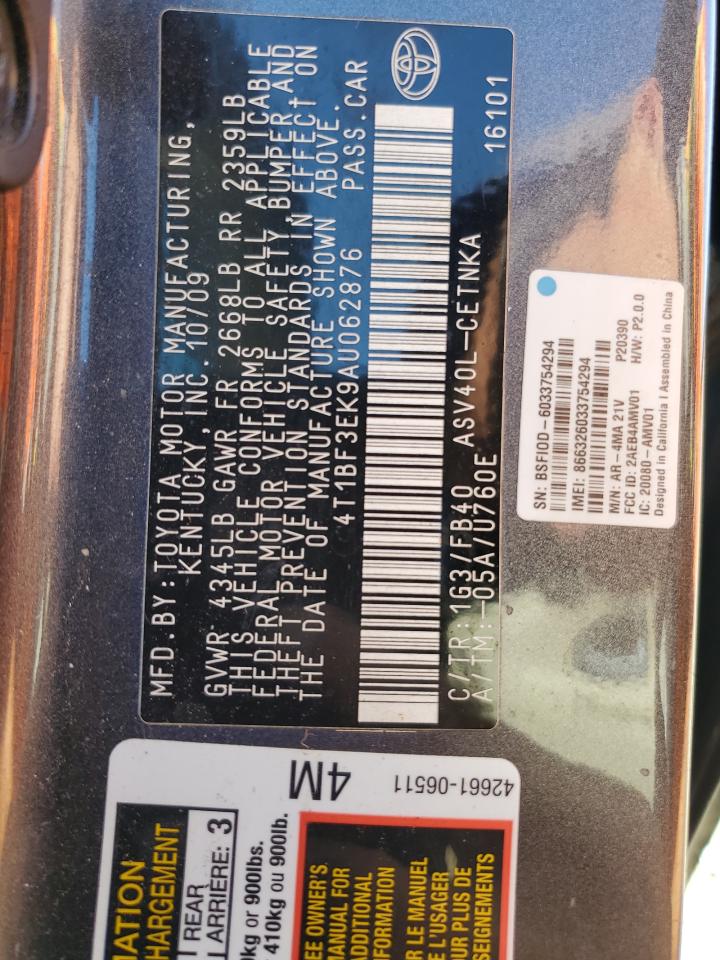 MFD.BY:TOYOTA MOTOR MANUFACTURING,
KENTUCKY,INC. 10/09
GVWR 4345LB GAWR FR 2668LB RR 2359LB
THIS VEHICLE CONFORMS TO ALL APPLICABLE
FEDERAL MOTOR VEHICLE SAFETY,BUMPER,AND
THEFT PREVENTION STANDARDS IN EFFECT ON
THE DATE OF MANUFACTURE SHOWN ABOVE.
4T1BF3EK9AU062876 PASS.CAR
C/TR:1G3/FB40 ASV40L-CETNKA
A/TM:-05A/U760E 16101
SN: BSFFOD-6033754294
IMEI: 866326033754294
M/N: AR-4MA 21V P20390
FCC ID: 2AEB4AMV01 H/W: P2.0.0
IC: 20080-AMV01
Designed in California I Assembled in China
4M
42661-06511
MATION
HARGEMENT
REAR
ARRIERE: 3
kg or 900lbs.
410kg ou 900lb.
EE OWNER'S
MANUAL FOR
ADDITIONAL
FORMATION
R LE MANUEL
E L'USAGER
UR PLUS DE
SEIGNEMENTS